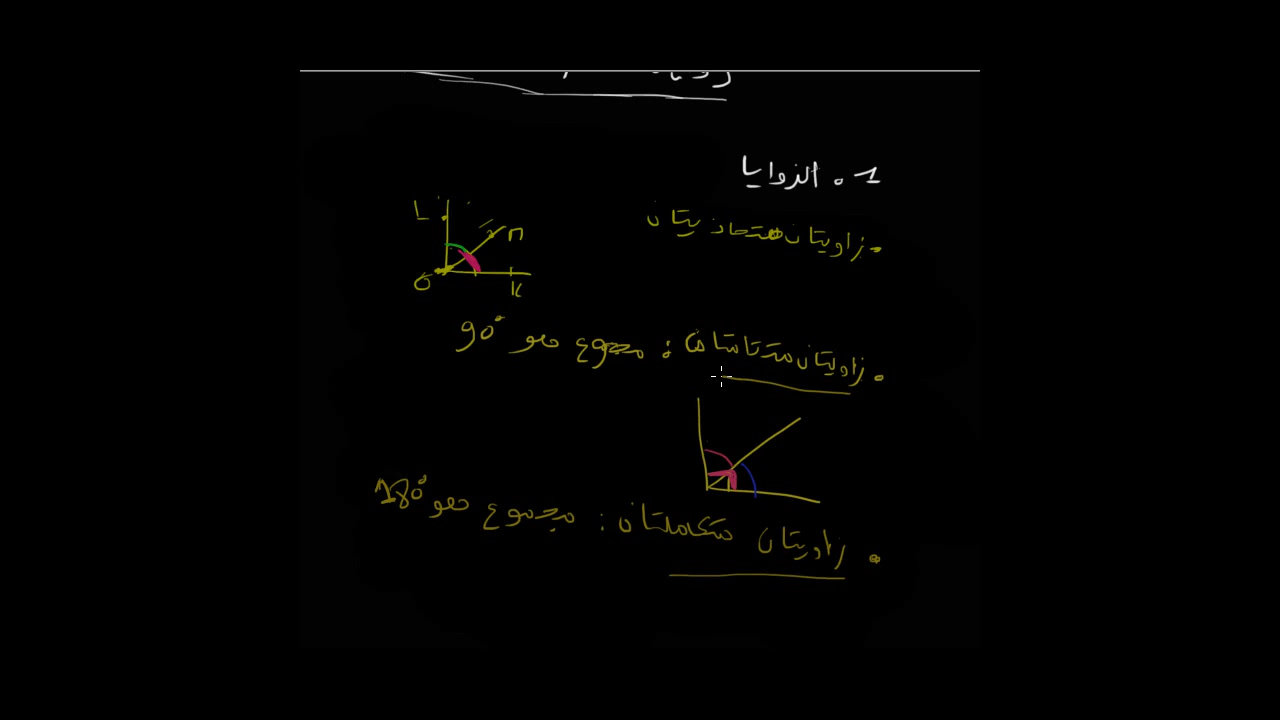 1. الزوايا
. زاويتان متحاذيتان
L
n
O
K
. زاويتان متتامتان : مجموع هو 90°
. زاويتان متكاملتان : مجموع هو 180°